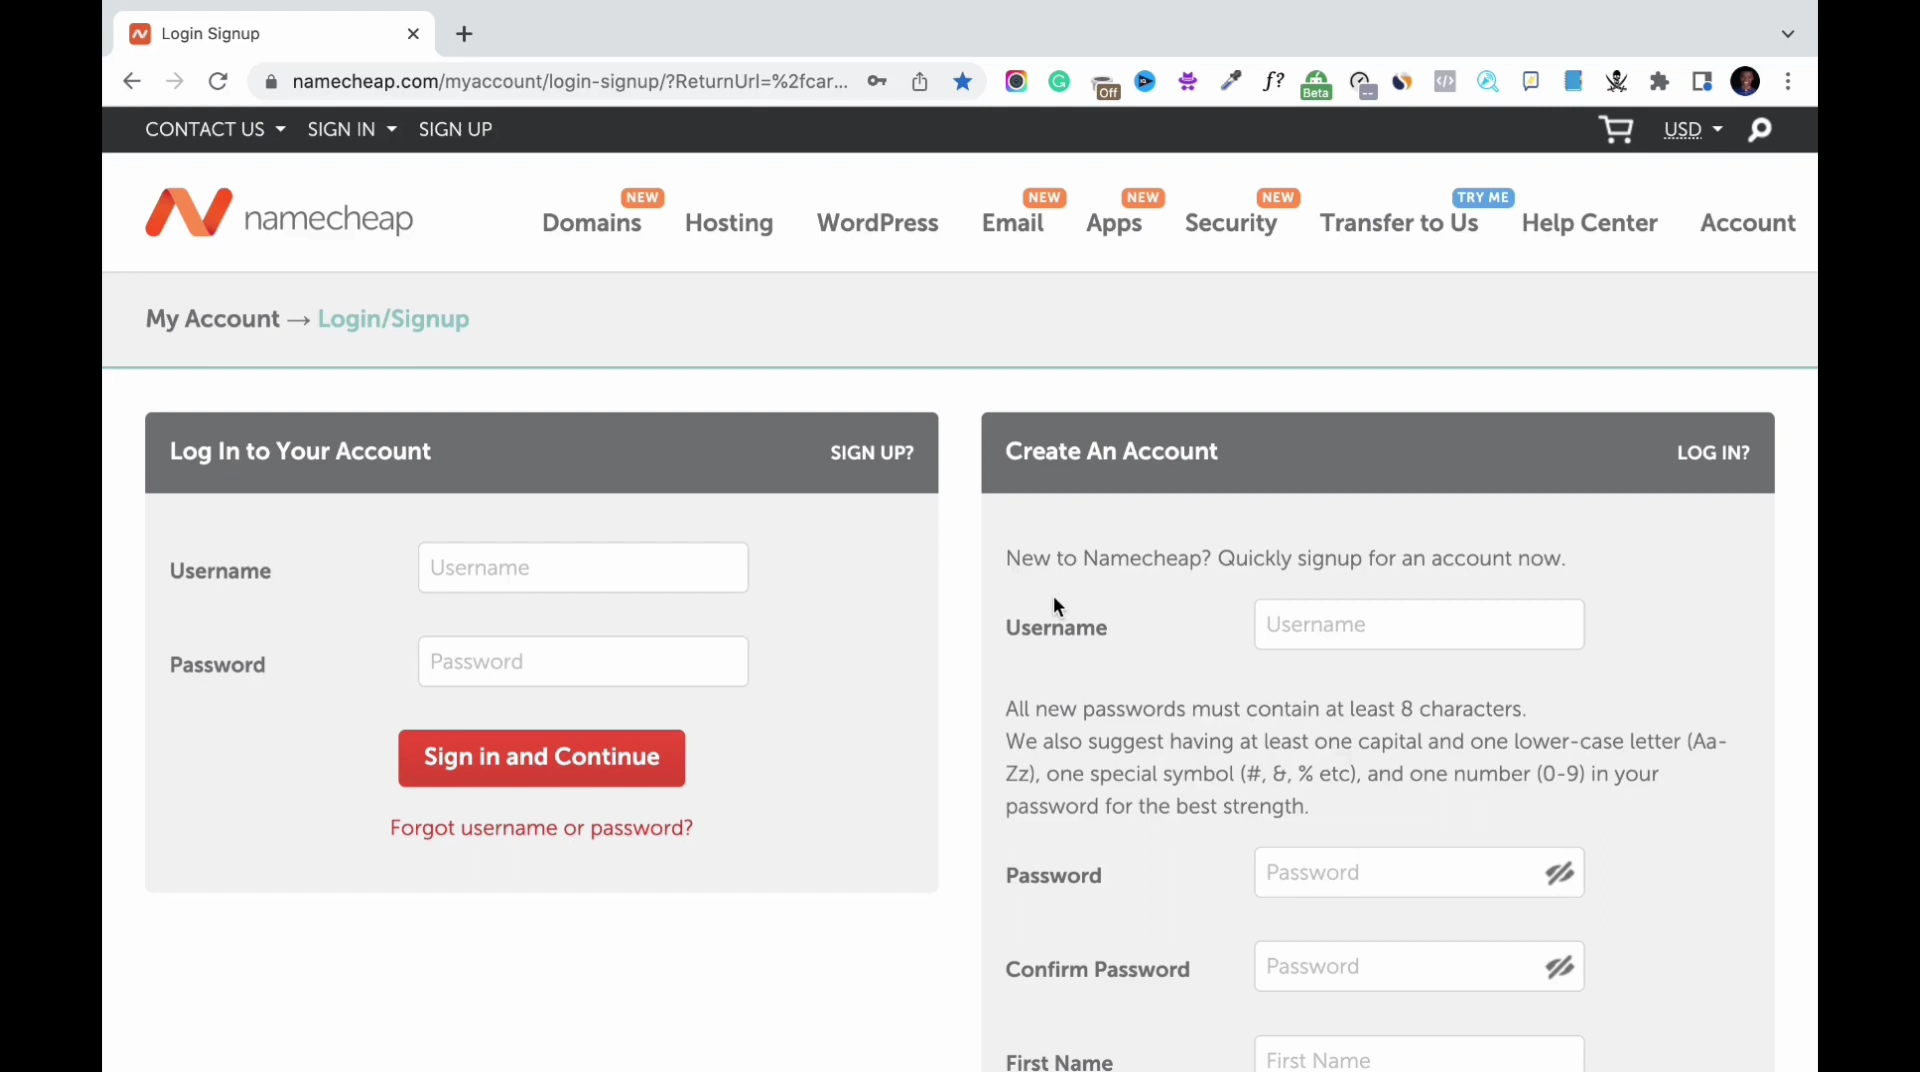 Login Signup
namecheap.com/myaccount/login-signup/?ReturnUrl=%2fcar...
Off
f?
Beta
--
CONTACT US SIGN IN SIGN UP
USD
namecheap
NEW
NEW
NEW
NEW
TRY ME
Domains Hosting WordPress Email Apps Security Transfer to Us Help Center Account
My Account → Login/Signup
Log In to Your Account
SIGN UP?
Username
Username
Password
Password
Sign in and Continue
Forgot username or password?
Create An Account
LOG IN?
New to Namecheap? Quickly signup for an account now.
Username
Username
All new passwords must contain at least 8 characters.
We also suggest having at least one capital and one lower-case letter (Aa-
Zz), one special symbol (#, &, % etc), and one number (0-9) in your
password for the best strength.
Password
Password
Confirm Password
Password
First Name
First Name